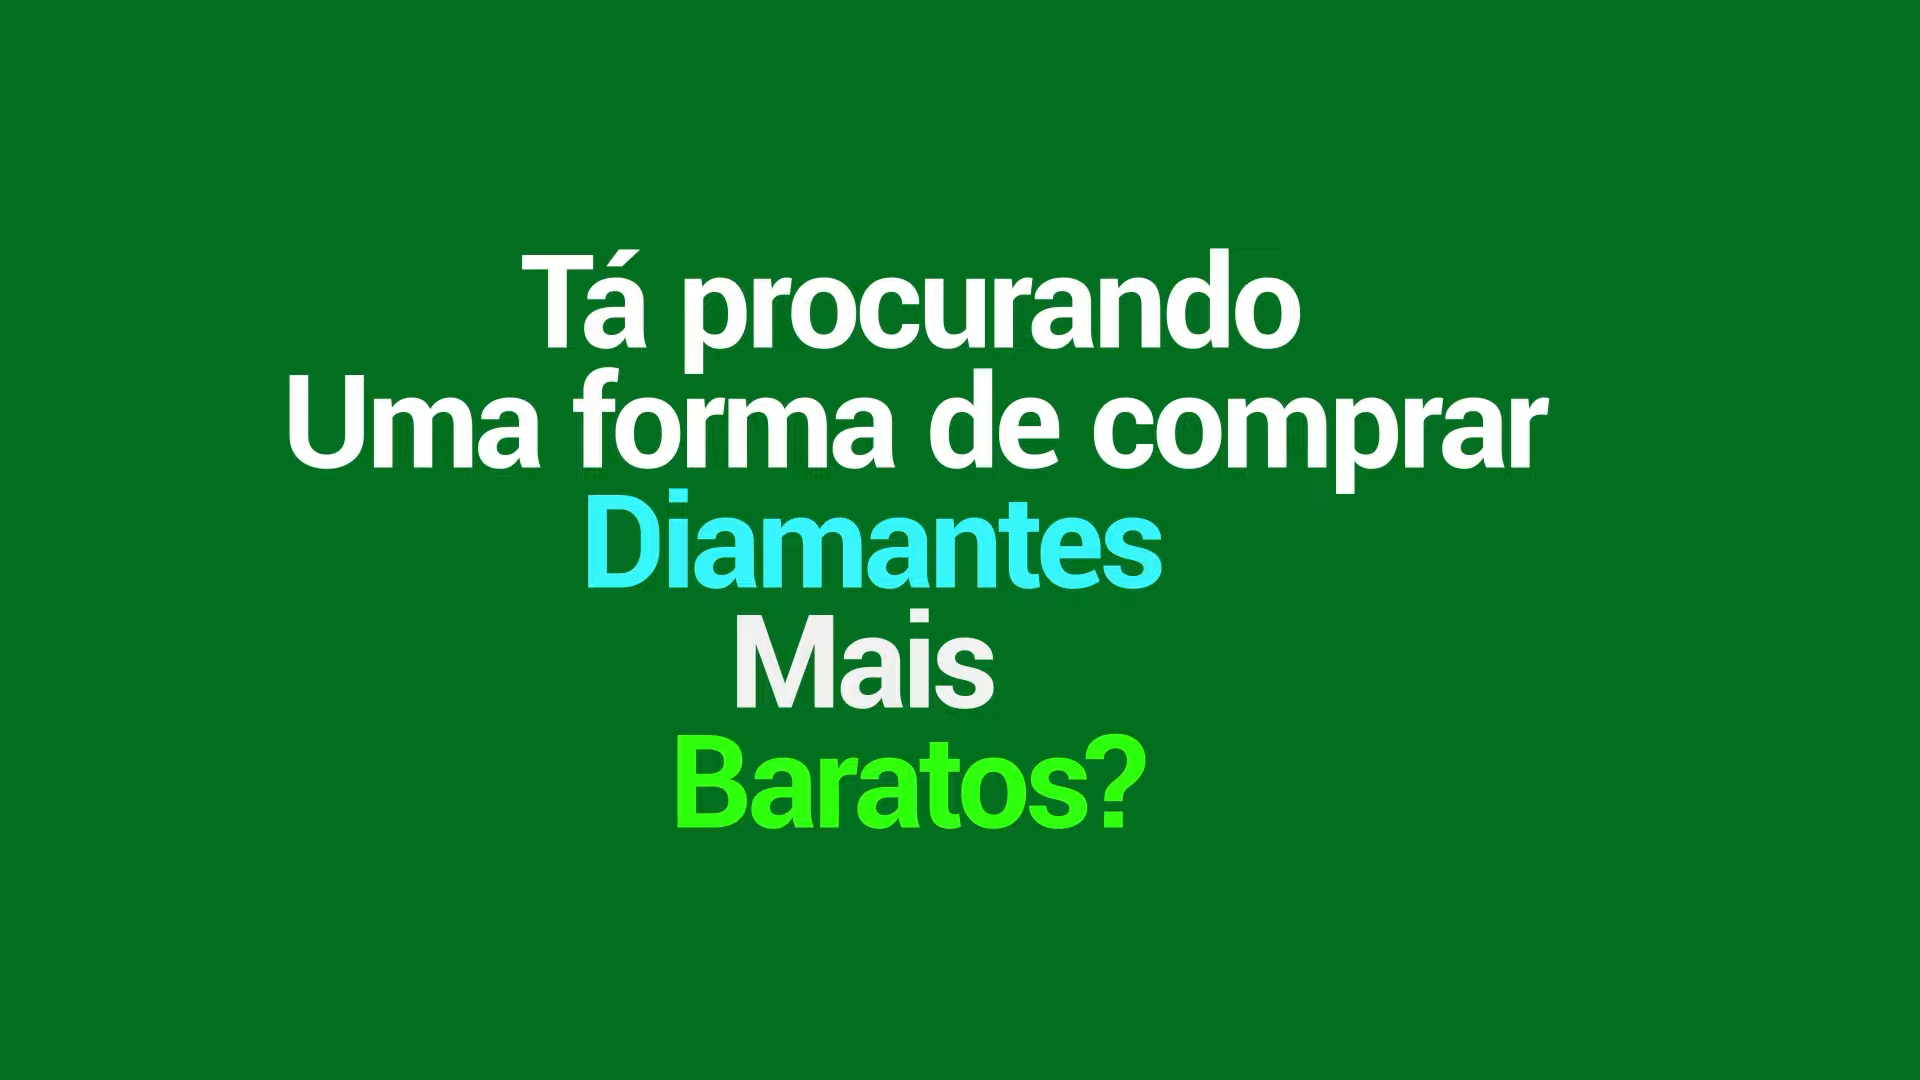 Tá procurando
Uma forma de comprar
Diamantes
Mais
Baratos?